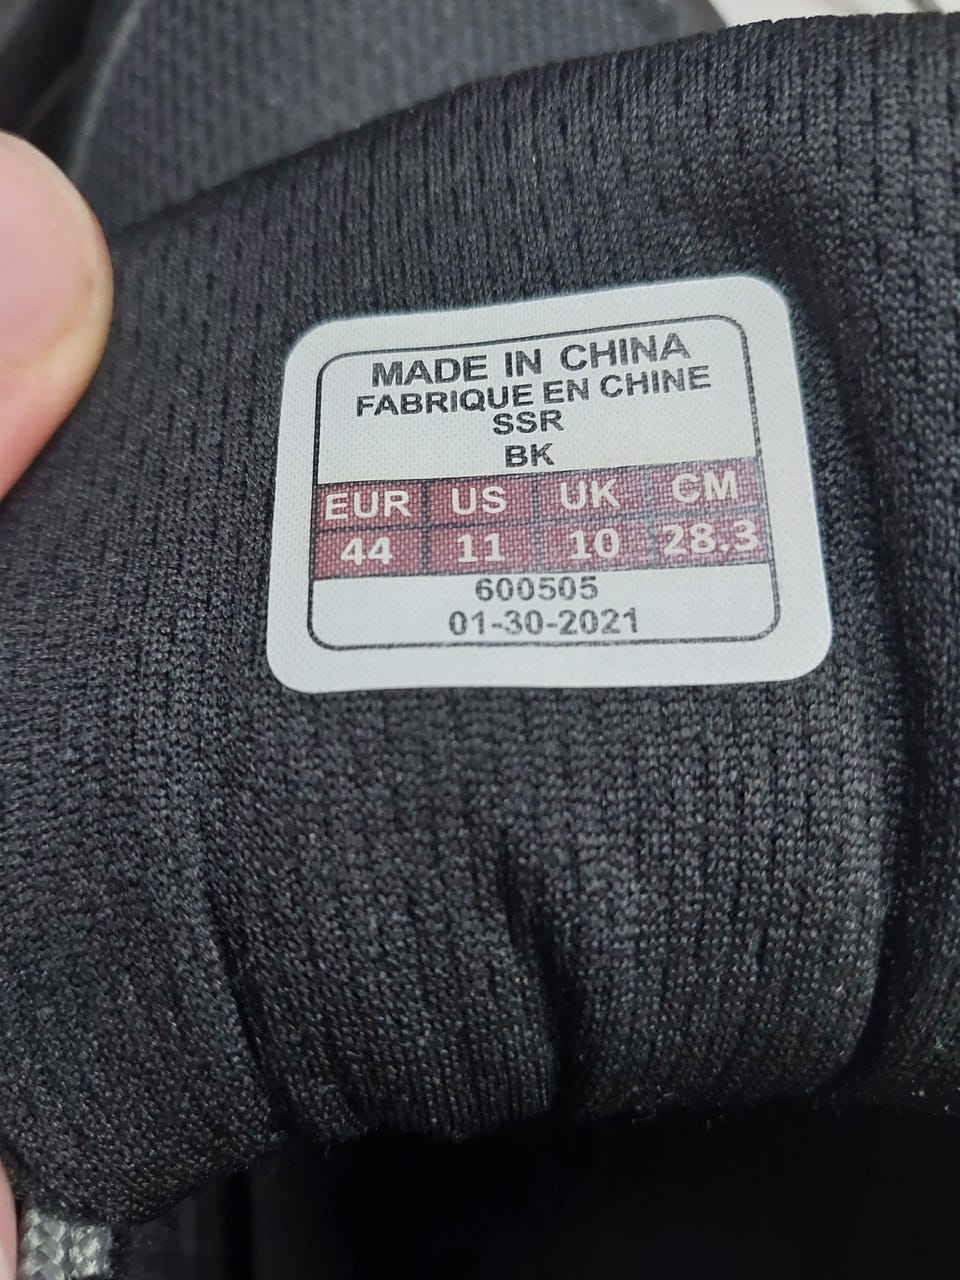 MADE IN CHINA
FABRIQUE EN CHINE
SSR
BK
EUR US UK CM
44 11 10 28.3
600505
01-30-2021